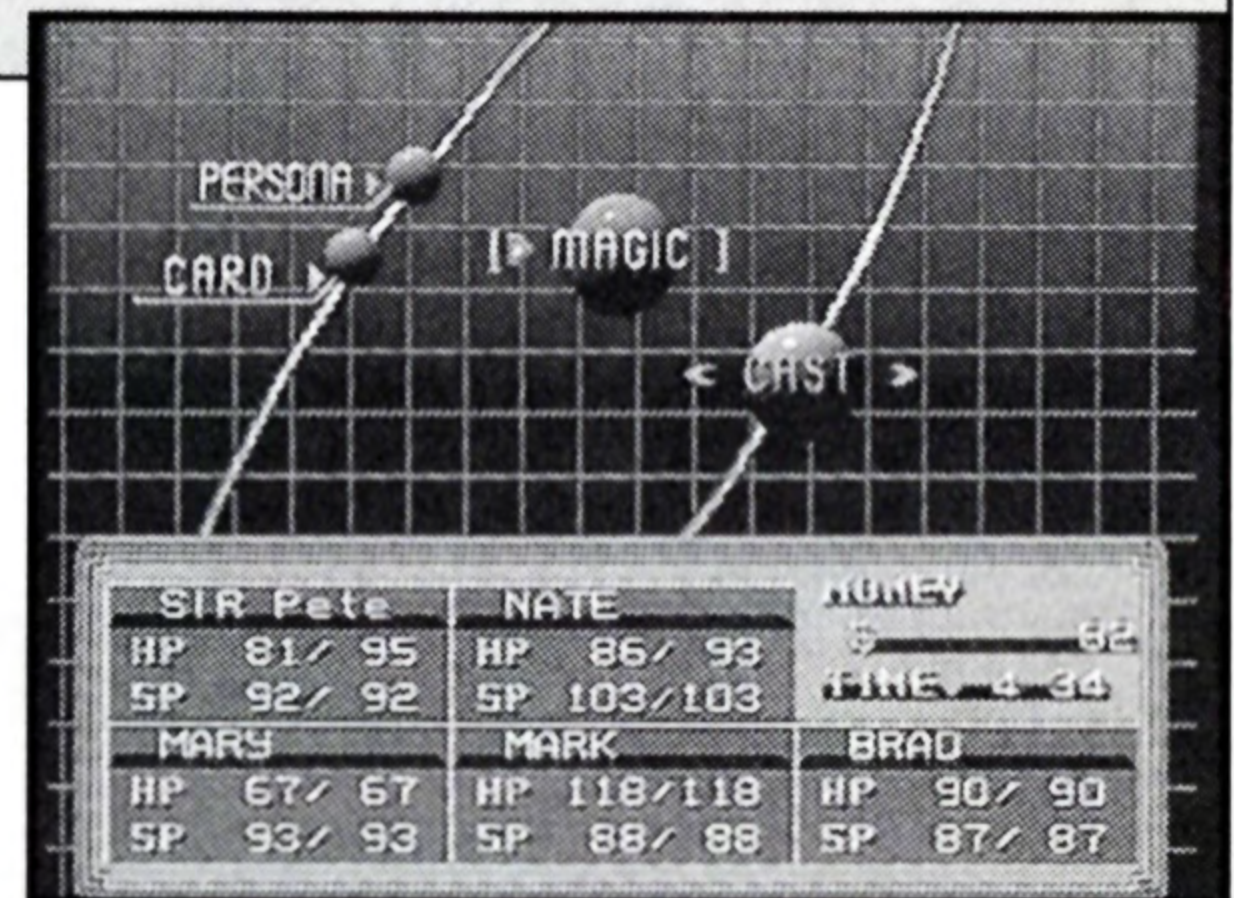 PERSONA
CARD
[▷ MAGIC ]
< CAST >
SIR Pete
HP 81/ 95
SP 92/ 92
NATE
HP 86/ 93
SP 103/103
MONEY
$ 82
TIME 4 34
MARY
HP 67/ 67
SP 93/ 93
MARK
HP 118/118
SP 88/ 88
BRAD
HP 90/ 90
SP 87/ 87